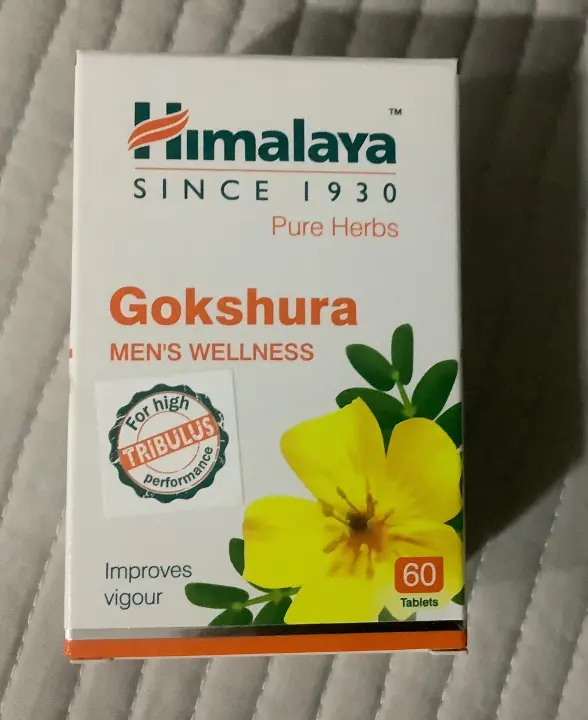 Himalaya™
SINCE 1930
Pure Herbs
Gokshura
MEN'S WELLNESS
For high
TRIBULUS
performance
Improves
vigour
60
Tablets